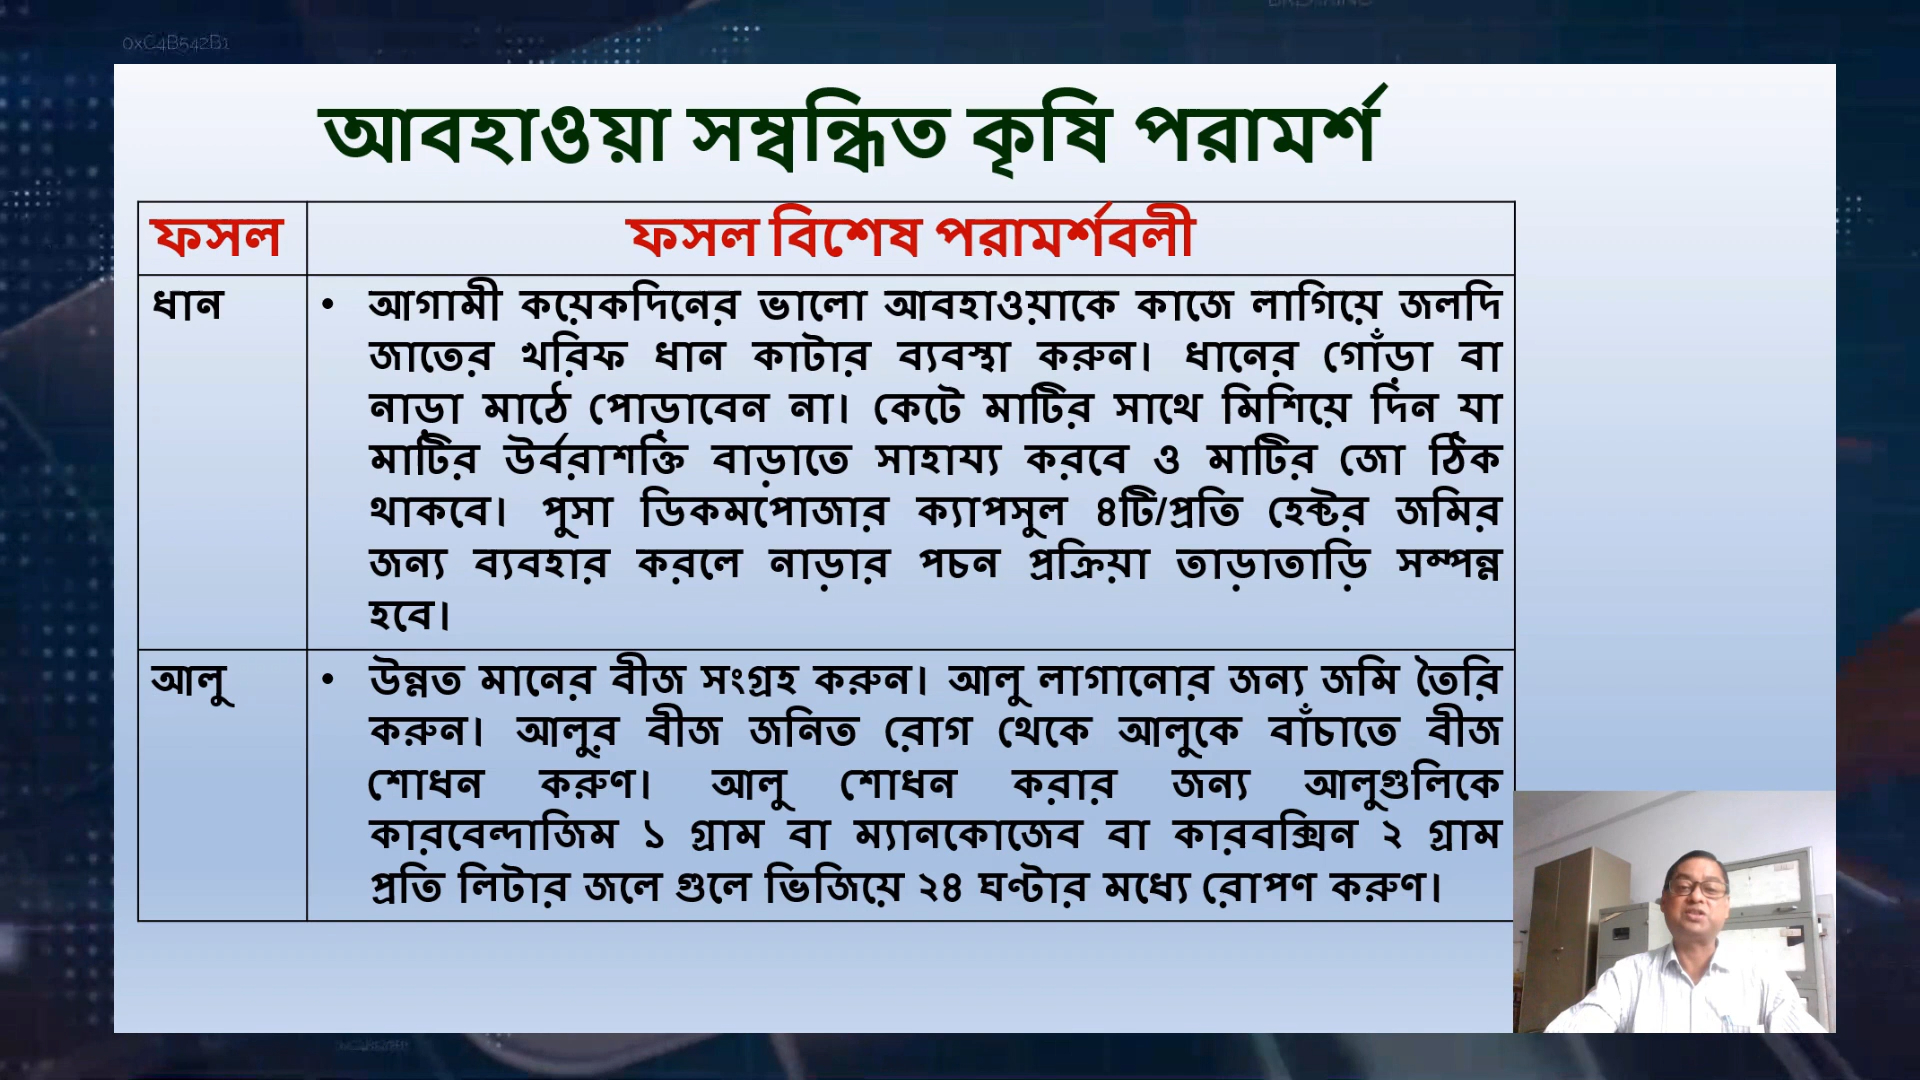 0xC4B542B1
আবহাওয়া সম্বন্ধিত কৃষি পরামর্শ
ফসল
ফসল বিশেষ পরামর্শবলী
ধান
• আগামী কয়েকদিনের ভালো আবহাওয়াকে কাজে লাগিয়ে জলদি
জাতের খরিফ ধান কাটার ব্যবস্থা করুন। ধানের গোঁড়া বা
নাড়া মাঠে পোড়াবেন না। কেটে মাটির সাথে মিশিয়ে দিন যা
মাটির উর্বরাশক্তি বাড়াতে সাহায্য করবে ও মাটির জো ঠিক
থাকবে। পুসা ডিকমপোজার ক্যাপসুল ৪টি/প্রতি হেক্টর জমির
জন্য ব্যবহার করলে নাড়ার পচন প্রক্রিয়া তাড়াতাড়ি সম্পন্ন
হবে।
আলু
• উন্নত মানের বীজ সংগ্রহ করুন। আলু লাগানোর জন্য জমি তৈরি
করুন। আলুর বীজ জনিত রোগ থেকে আলুকে বাঁচাতে বীজ
শোধন করুণ। আলু শোধন করার জন্য আলুগুলিকে
কারবেন্দাজিম ১ গ্রাম বা ম্যানকোজেব বা কারবক্সিন ২ গ্রাম
প্রতি লিটার জলে গুলে ভিজিয়ে ২৪ ঘণ্টার মধ্যে রোপণ করুণ।